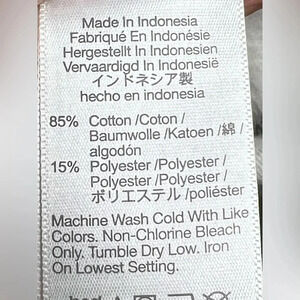 Made In Indonesia
Fabriqué En Indonésie
Hergestellt In Indonesien
Vervaardigd In Indonesië
インドネシア製
hecho en indonesia
85% Cotton /Coton /
Baumwolle /Katoen /綿 /
algodón
15% Polyester /Polyester /
Polyester /Polyester /
ポリエステル /poliéster
Machine Wash Cold With Like
Colors. Non-Chlorine Bleach
Only. Tumble Dry Low. Iron
On Lowest Setting.